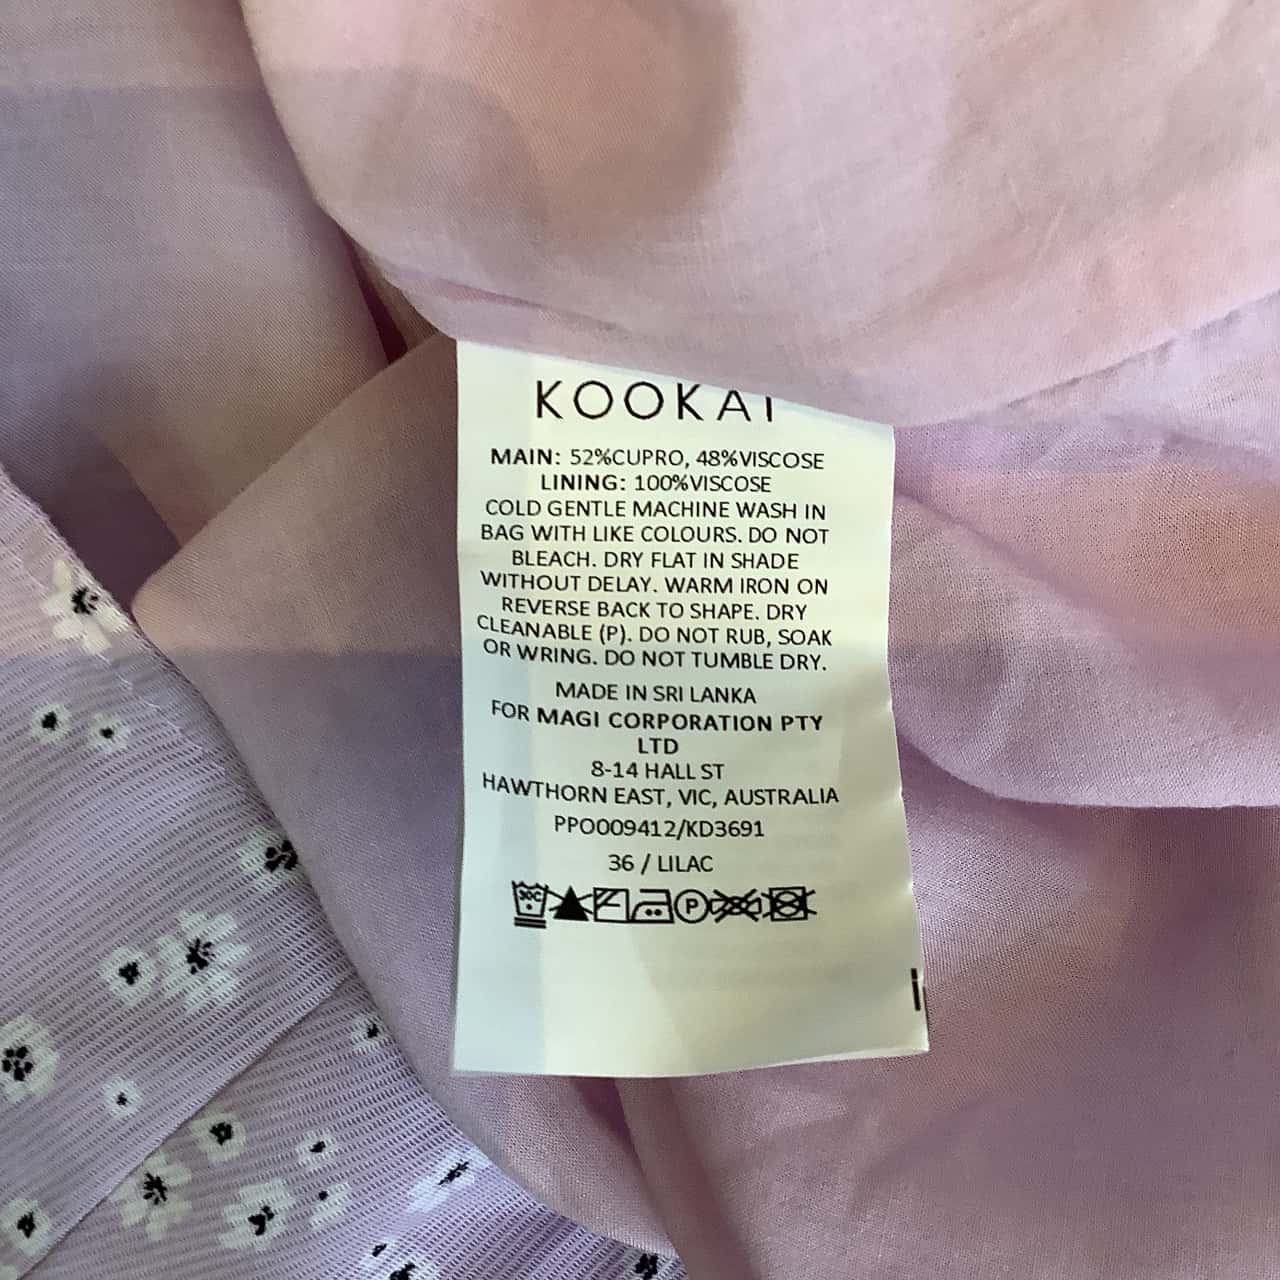 KOOKAI
MAIN: 52%CUPRO, 48%VISCOSE
LINING: 100%VISCOSE
COLD GENTLE MACHINE WASH IN
BAG WITH LIKE COLOURS. DO NOT
BLEACH. DRY FLAT IN SHADE
WITHOUT DELAY. WARM IRON ON
REVERSE BACK TO SHAPE. DRY
CLEANABLE (P). DO NOT RUB, SOAK
OR WRING. DO NOT TUMBLE DRY.
MADE IN SRI LANKA
FOR MAGI CORPORATION PTY
LTD
8-14 HALL ST
HAWTHORN EAST, VIC, AUSTRALIA
PPO009412/KD3691
36 / LILAC
30C
P